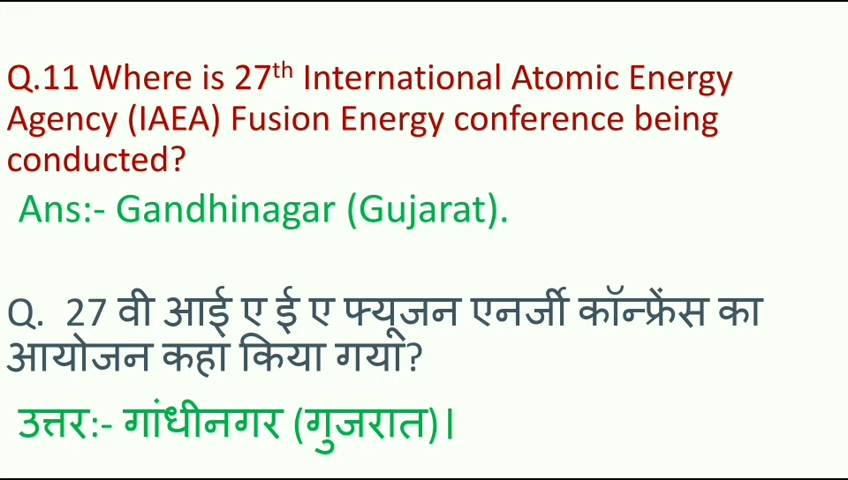 Q.11 Where is 27th International Atomic Energy
Agency (IAEA) Fusion Energy conference being
conducted?
Ans:- Gandhinagar (Gujarat).
Q. 27 वी आई ए ई ए फ्यूजन एनर्जी कॉन्फ्रेंस का
आयोजन कहां किया गया?
उत्तर:- गांधीनगर (गुजरात)।